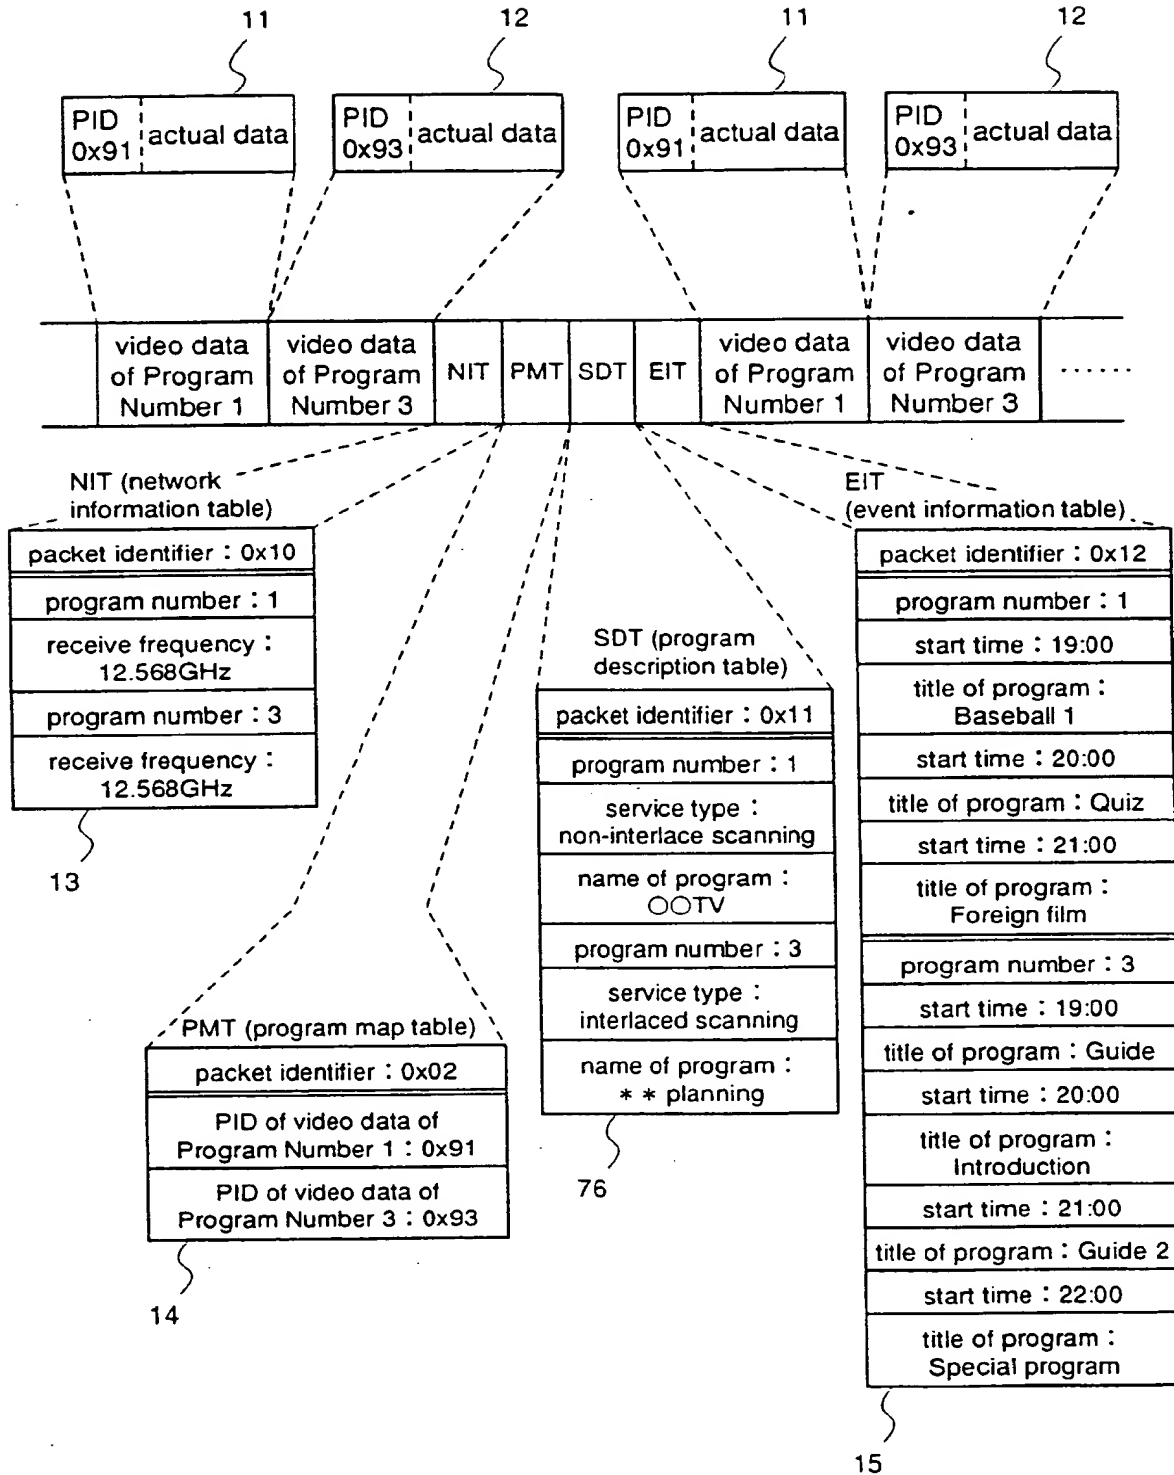 11
12
11
12
PID
0x91
actual data
PID
0x93
actual data
PID
0x91
actual data
PID
0x93
actual data
video data
of Program
Number 1
video data
of Program
Number 3
NIT
PMT
SDT
EIT
video data
of Program
Number 1
video data
of Program
Number 3
......
NIT (network
information table)
packet identifier : 0x10
program number : 1
receive frequency :
12.568GHz
program number : 3
receive frequency :
12.568GHz
13
PMT (program map table)
packet identifier : 0x02
PID of video data of
Program Number 1 : 0x91
PID of video data of
Program Number 3 : 0x93
14
SDT (program
description table)
packet identifier : 0x11
program number : 1
service type :
non-interlace scanning
name of program :
○○TV
program number : 3
service type :
interlaced scanning
name of program :
* * planning
76
EIT
(event information table)
packet identifier : 0x12
program number : 1
start time : 19:00
title of program :
Baseball 1
start time : 20:00
title of program : Quiz
start time : 21:00
title of program :
Foreign film
program number : 3
start time : 19:00
title of program : Guide
start time : 20:00
title of program :
Introduction
start time : 21:00
title of program : Guide 2
start time : 22:00
title of program :
Special program
15